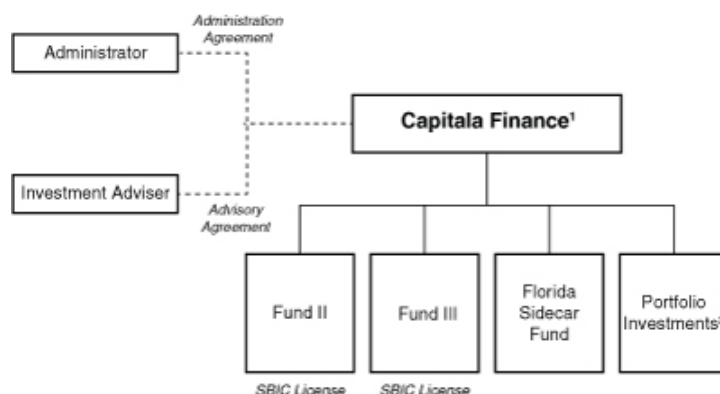 Administration
Agreement
Administrator
Capitala Finance¹
Investment Adviser
Advisory
Agreement
Fund II
Fund III
Florida
Sidecar
Fund
Portfolio
Investments²
SBIC License
SBIC License